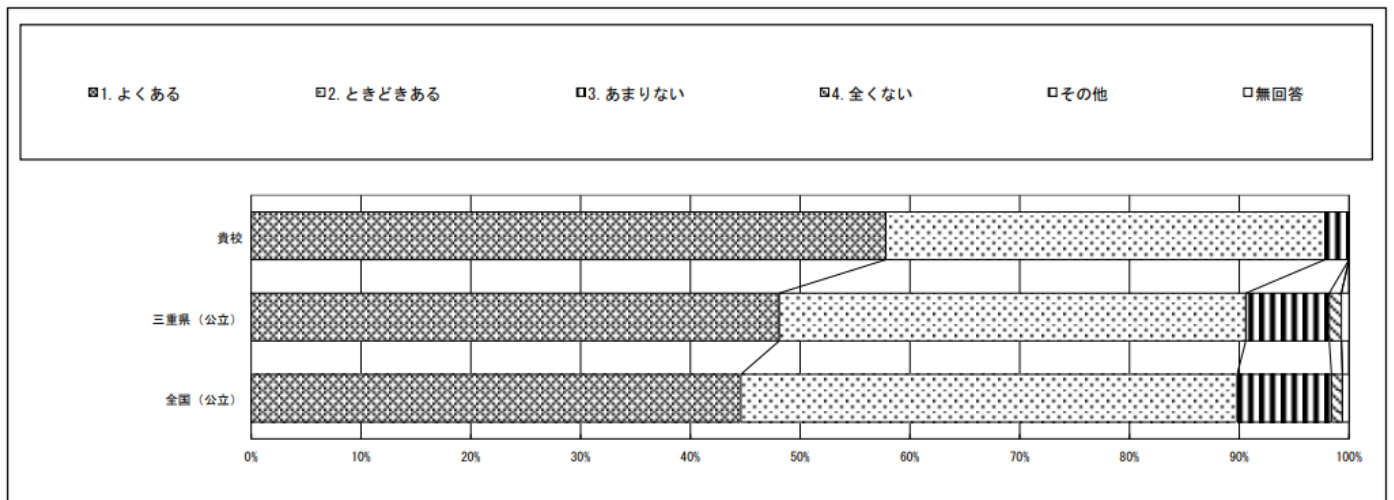 1. よくある 2. ときどきある 3. あまりない 4. 全くない その他 無回答
貴校
三重県（公立）
全国（公立）
0% 10% 20% 30% 40% 50% 60% 70% 80% 90% 100%